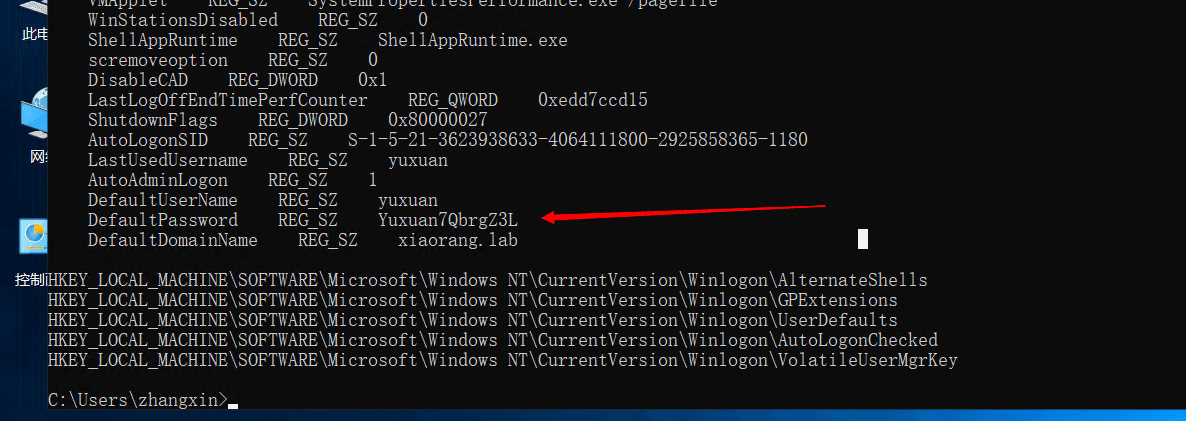 VMApplet    REG_SZ    SystemPropertiesPerformance.exe /pagefile
此电
WinStationsDisabled    REG_SZ    0
ShellAppRuntime    REG_SZ    ShellAppRuntime.exe
scremoveoption    REG_SZ    0
DisableCAD    REG_DWORD    0x1
LastLogOffEndTimePerfCounter    REG_QWORD    0xedd7ccd15
ShutdownFlags    REG_DWORD    0x80000027
AutoLogonSID    REG_SZ    S-1-5-21-3623938633-4064111800-2925858365-1180
网
LastUsedUsername    REG_SZ    yuxuan
AutoAdminLogon    REG_SZ    1
DefaultUserName    REG_SZ    yuxuan
DefaultPassword    REG_SZ    Yuxuan7QbrgZ3L
DefaultDomainName    REG_SZ    xiaorang.lab
控制
HKEY_LOCAL_MACHINE\SOFTWARE\Microsoft\Windows NT\CurrentVersion\Winlogon\AlternateShells
HKEY_LOCAL_MACHINE\SOFTWARE\Microsoft\Windows NT\CurrentVersion\Winlogon\GPExtensions
HKEY_LOCAL_MACHINE\SOFTWARE\Microsoft\Windows NT\CurrentVersion\Winlogon\UserDefaults
HKEY_LOCAL_MACHINE\SOFTWARE\Microsoft\Windows NT\CurrentVersion\Winlogon\AutoLogonChecked
HKEY_LOCAL_MACHINE\SOFTWARE\Microsoft\Windows NT\CurrentVersion\Winlogon\VolatileUserMgrKey
C:\Users\zhangxin>